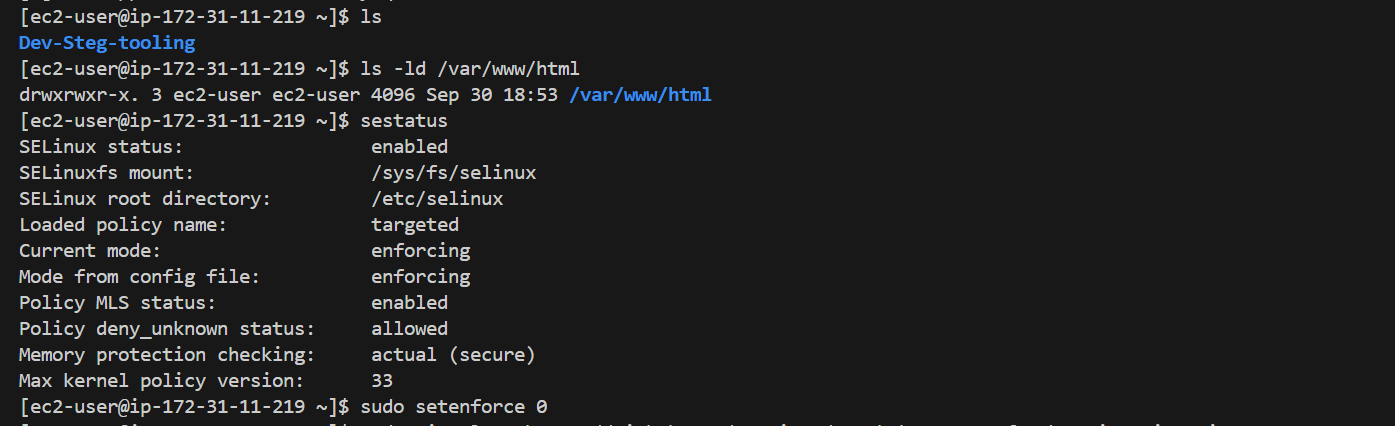 [ec2-user@ip-172-31-11-219 ~]$ ls
Dev-Steg-tooling
[ec2-user@ip-172-31-11-219 ~]$ ls -ld /var/www/html
drwxrwxr-x. 3 ec2-user ec2-user 4096 Sep 30 18:53 /var/www/html
[ec2-user@ip-172-31-11-219 ~]$ sestatus
SELinux status:                 enabled
SELinuxfs mount:                /sys/fs/selinux
SELinux root directory:         /etc/selinux
Loaded policy name:             targeted
Current mode:                   enforcing
Mode from config file:          enforcing
Policy MLS status:              enabled
Policy deny_unknown status:     allowed
Memory protection checking:     actual (secure)
Max kernel policy version:      33
[ec2-user@ip-172-31-11-219 ~]$ sudo setenforce 0